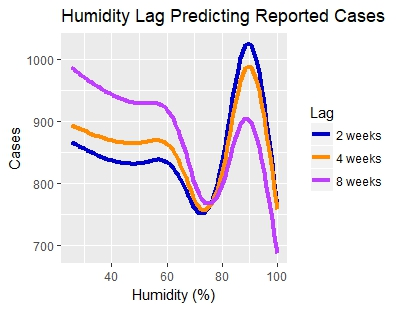 Humidity Lag Predicting Reported Cases
1000
900
800
700
Cases
40 60 80 100
Humidity (%)
Lag
2 weeks
4 weeks
8 weeks